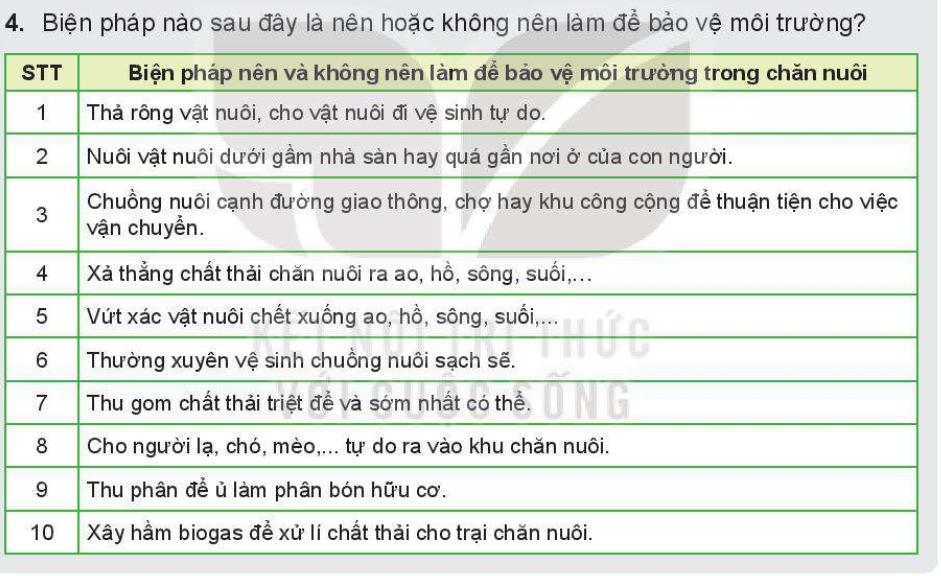 4. Biện pháp nào sau đây là nên hoặc không nên làm để bảo vệ môi trường?
STT Biện pháp nên và không nên làm để bảo vệ môi trường trong chăn nuôi
1 Thả rông vật nuôi, cho vật nuôi đi vệ sinh tự do.
2 Nuôi vật nuôi dưới gầm nhà sàn hay quá gần nơi ở của con người.
3 Chuồng nuôi cạnh đường giao thông, chợ hay khu công cộng để thuận tiện cho việc
vận chuyển.
4 Xả thẳng chất thải chăn nuôi ra ao, hồ, sông, suối,...
5 Vứt xác vật nuôi chết xuống ao, hồ, sông, suối,...
KẾT NỐI TRI THỨC
6 Thường xuyên vệ sinh chuồng nuôi sạch sẽ.
VỚI CUỘC SỐNG
7 Thu gom chất thải triệt để và sớm nhất có thể.
8 Cho người lạ, chó, mèo,... tự do ra vào khu chăn nuôi.
9 Thu phân để ủ làm phân bón hữu cơ.
10 Xây hầm biogas để xử lí chất thải cho trại chăn nuôi.